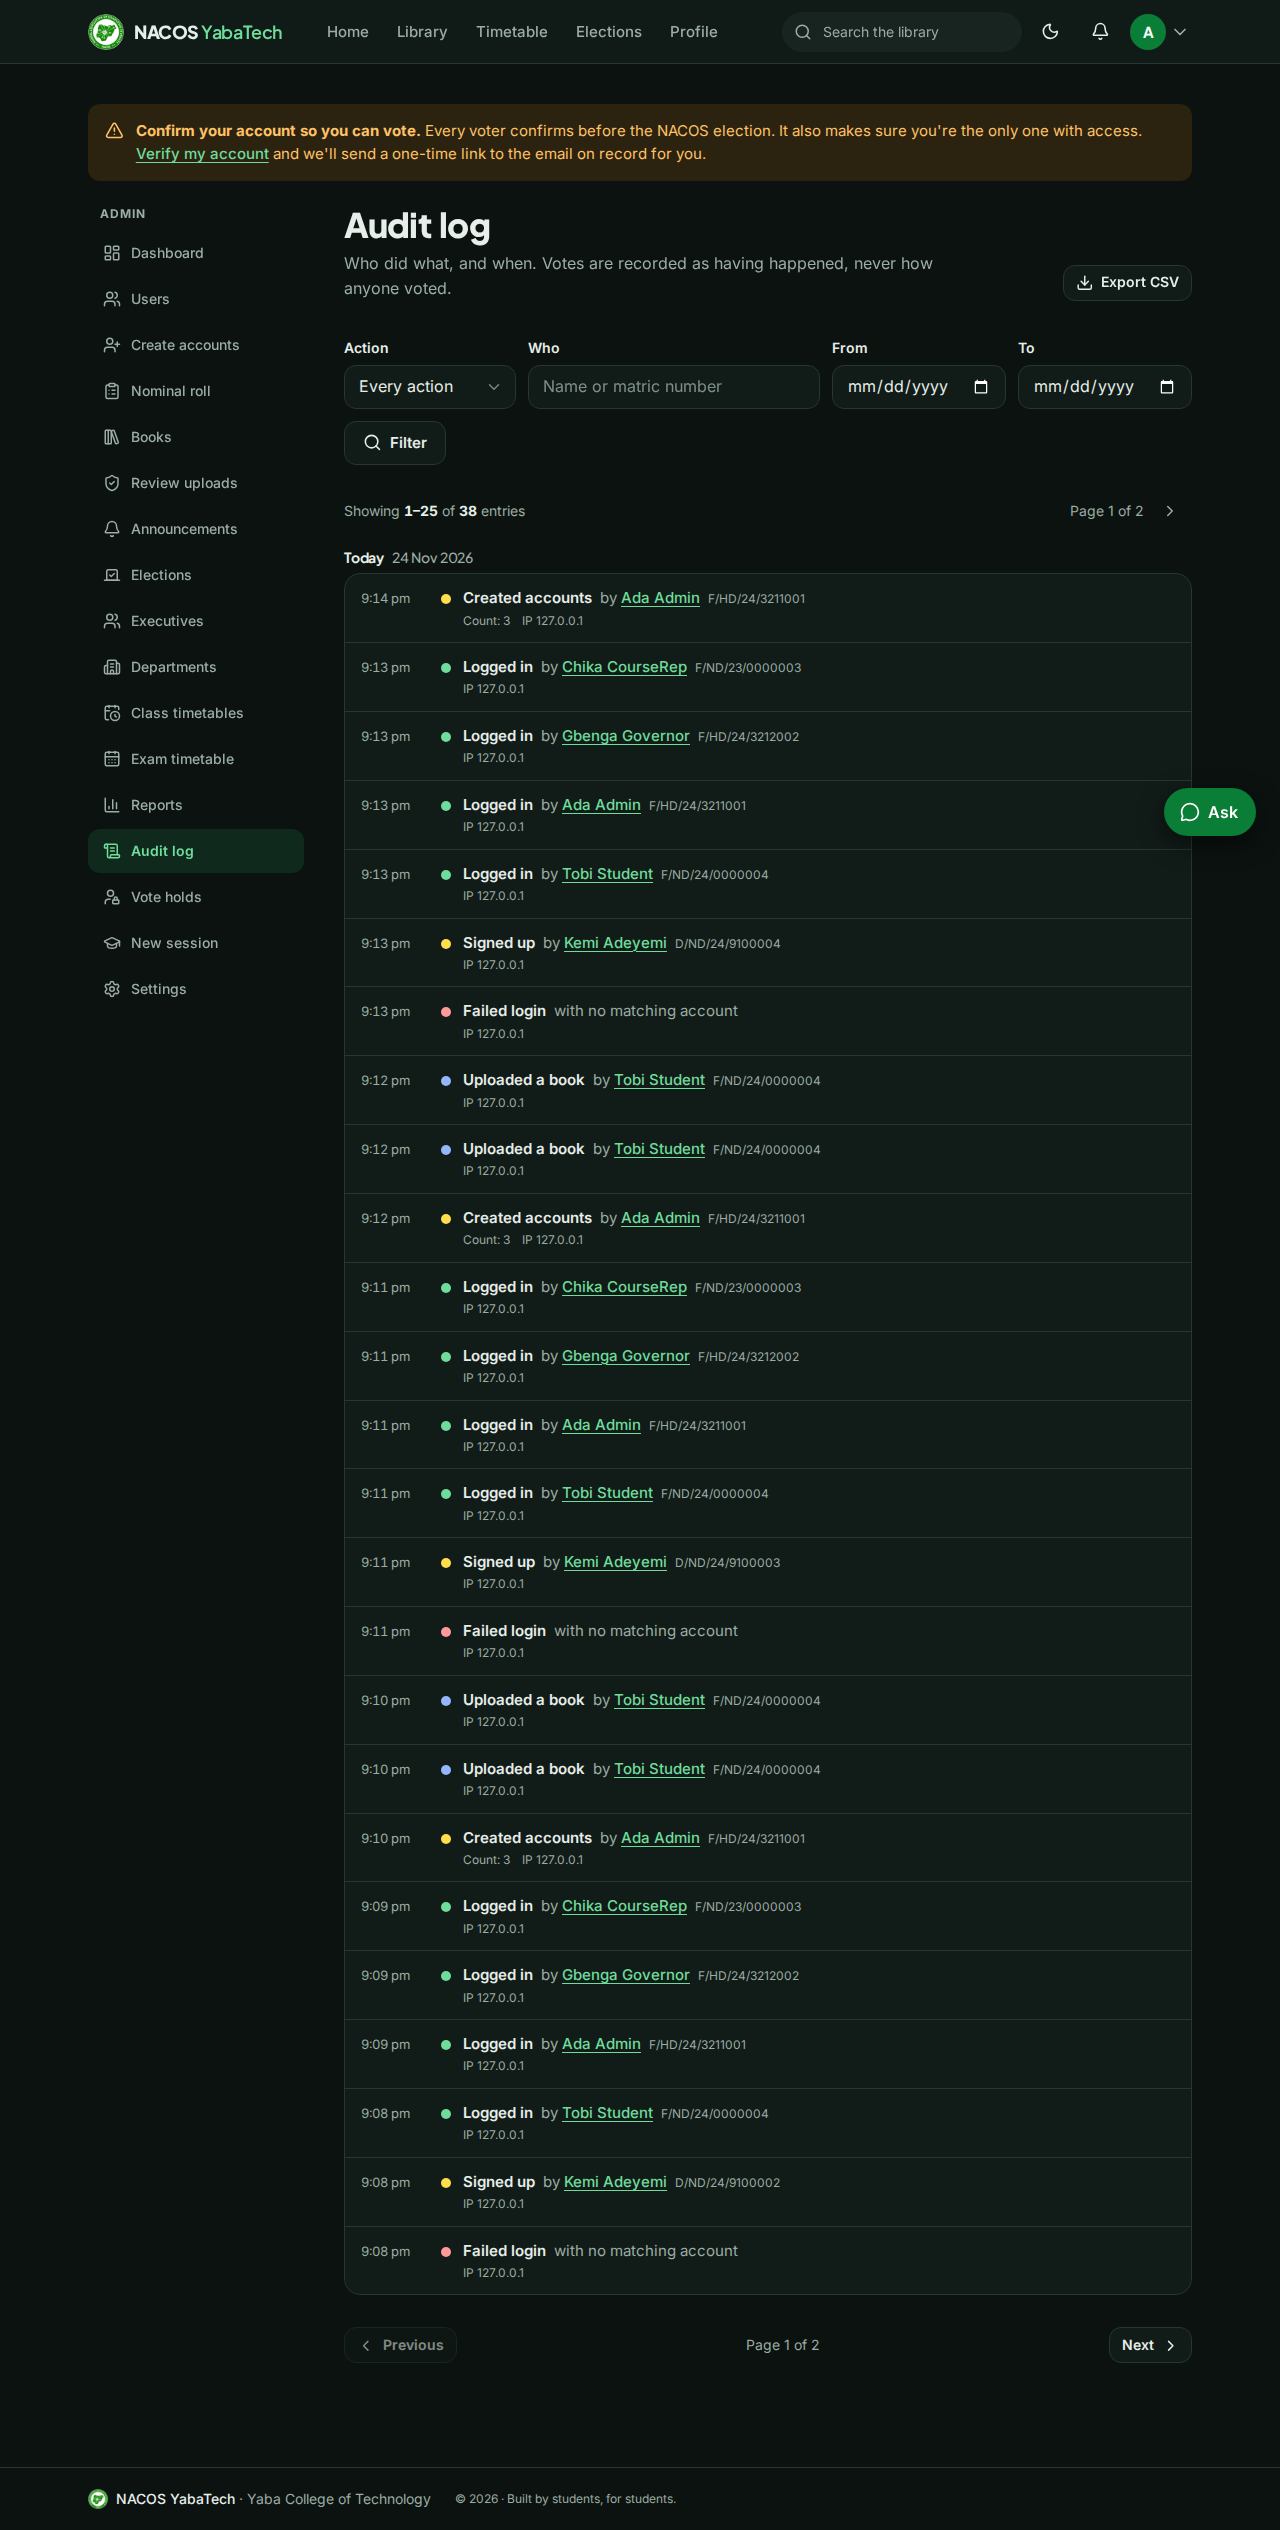 NACOS YabaTech
Home
Library
Timetable
Elections
Profile
Search the library
A
Confirm your account so you can vote. Every voter confirms before the NACOS election. It also makes sure you're the only one with access.
Verify my account and we'll send a one-time link to the email on record for you.
ADMIN
Dashboard
Users
Create accounts
Nominal roll
Books
Review uploads
Announcements
Elections
Executives
Departments
Class timetables
Exam timetable
Reports
Audit log
Vote holds
New session
Settings
Audit log
Who did what, and when. Votes are recorded as having happened, never how
anyone voted.
Export CSV
Action
Who
From
To
Every action
Name or matric number
mm/dd/yyyy
mm/dd/yyyy
Filter
Showing 1–25 of 38 entries
Page 1 of 2
Today 24 Nov 2026
9:14 pm Created accounts by Ada Admin F/HD/24/3211001
Count: 3 IP 127.0.0.1
9:13 pm Logged in by Chika CourseRep F/ND/23/0000003
IP 127.0.0.1
9:13 pm Logged in by Gbenga Governor F/HD/24/3212002
IP 127.0.0.1
9:13 pm Logged in by Ada Admin F/HD/24/3211001
IP 127.0.0.1
Ask
9:13 pm Logged in by Tobi Student F/ND/24/0000004
IP 127.0.0.1
9:13 pm Signed up by Kemi Adeyemi D/ND/24/9100004
IP 127.0.0.1
9:13 pm Failed login with no matching account
IP 127.0.0.1
9:12 pm Uploaded a book by Tobi Student F/ND/24/0000004
IP 127.0.0.1
9:12 pm Uploaded a book by Tobi Student F/ND/24/0000004
IP 127.0.0.1
9:12 pm Created accounts by Ada Admin F/HD/24/3211001
Count: 3 IP 127.0.0.1
9:11 pm Logged in by Chika CourseRep F/ND/23/0000003
IP 127.0.0.1
9:11 pm Logged in by Gbenga Governor F/HD/24/3212002
IP 127.0.0.1
9:11 pm Logged in by Ada Admin F/HD/24/3211001
IP 127.0.0.1
9:11 pm Logged in by Tobi Student F/ND/24/0000004
IP 127.0.0.1
9:11 pm Signed up by Kemi Adeyemi D/ND/24/9100003
IP 127.0.0.1
9:11 pm Failed login with no matching account
IP 127.0.0.1
9:10 pm Uploaded a book by Tobi Student F/ND/24/0000004
IP 127.0.0.1
9:10 pm Uploaded a book by Tobi Student F/ND/24/0000004
IP 127.0.0.1
9:10 pm Created accounts by Ada Admin F/HD/24/3211001
Count: 3 IP 127.0.0.1
9:09 pm Logged in by Chika CourseRep F/ND/23/0000003
IP 127.0.0.1
9:09 pm Logged in by Gbenga Governor F/HD/24/3212002
IP 127.0.0.1
9:09 pm Logged in by Ada Admin F/HD/24/3211001
IP 127.0.0.1
9:08 pm Logged in by Tobi Student F/ND/24/0000004
IP 127.0.0.1
9:08 pm Signed up by Kemi Adeyemi D/ND/24/9100002
IP 127.0.0.1
9:08 pm Failed login with no matching account
IP 127.0.0.1
Previous
Page 1 of 2
Next
NACOS YabaTech · Yaba College of Technology
© 2026 · Built by students, for students.